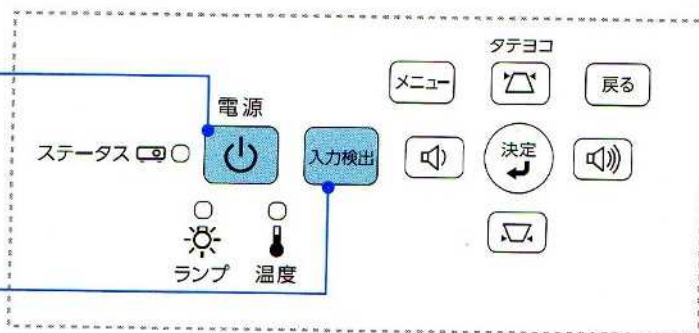 タテヨコ
メニュー
戻る
電源
ステータス
入力検出
決定
ランプ
温度